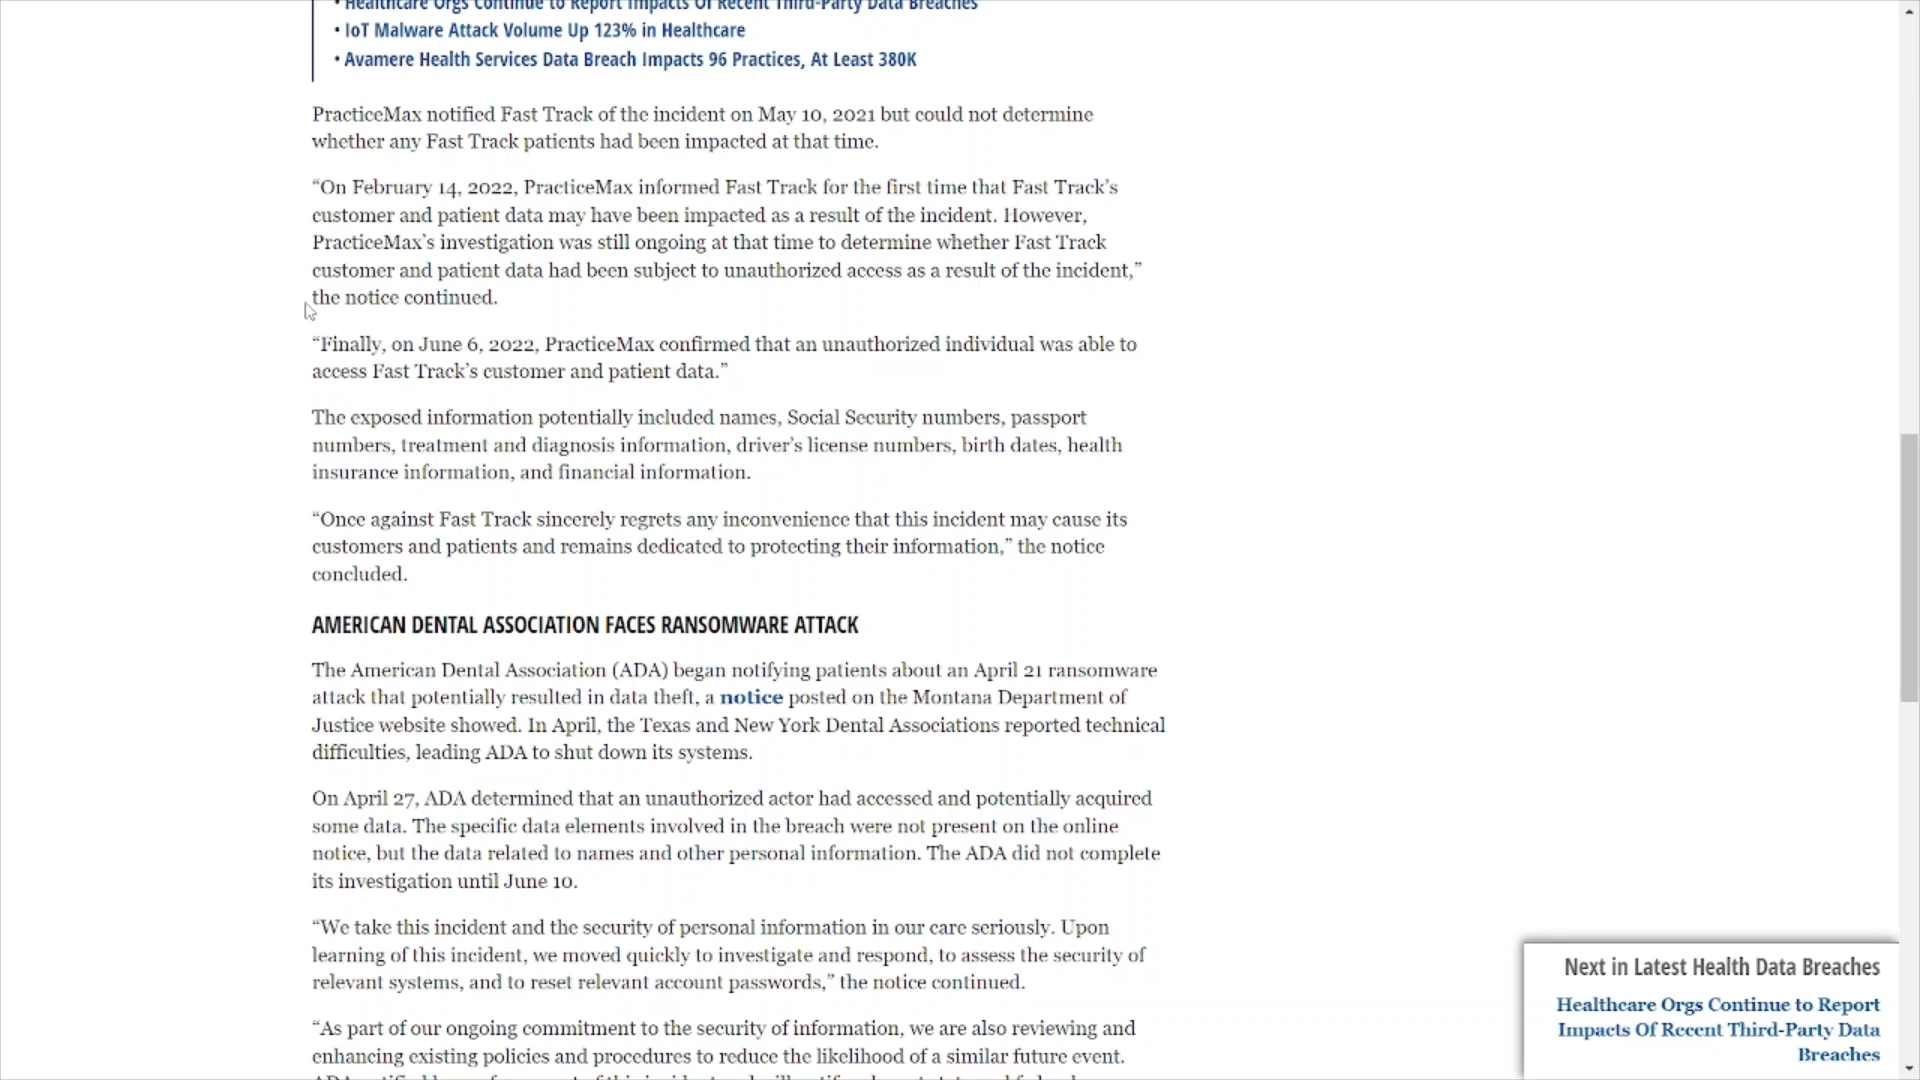 • Healthcare Orgs Continue to Report Impacts Of Recent Third-Party Data Breaches
• IoT Malware Attack Volume Up 123% in Healthcare
• Avamere Health Services Data Breach Impacts 96 Practices, At Least 380K
PracticeMax notified Fast Track of the incident on May 10, 2021 but could not determine
whether any Fast Track patients had been impacted at that time.
“On February 14, 2022, PracticeMax informed Fast Track for the first time that Fast Track’s
customer and patient data may have been impacted as a result of the incident. However,
PracticeMax’s investigation was still ongoing at that time to determine whether Fast Track
customer and patient data had been subject to unauthorized access as a result of the incident,”
the notice continued.
“Finally, on June 6, 2022, PracticeMax confirmed that an unauthorized individual was able to
access Fast Track’s customer and patient data.”
The exposed information potentially included names, Social Security numbers, passport
numbers, treatment and diagnosis information, driver’s license numbers, birth dates, health
insurance information, and financial information.
“Once against Fast Track sincerely regrets any inconvenience that this incident may cause its
customers and patients and remains dedicated to protecting their information,” the notice
concluded.
AMERICAN DENTAL ASSOCIATION FACES RANSOMWARE ATTACK
The American Dental Association (ADA) began notifying patients about an April 21 ransomware
attack that potentially resulted in data theft, a notice posted on the Montana Department of
Justice website showed. In April, the Texas and New York Dental Associations reported technical
difficulties, leading ADA to shut down its systems.
On April 27, ADA determined that an unauthorized actor had accessed and potentially acquired
some data. The specific data elements involved in the breach were not present on the online
notice, but the data related to names and other personal information. The ADA did not complete
its investigation until June 10.
“We take this incident and the security of personal information in our care seriously. Upon
learning of this incident, we moved quickly to investigate and respond, to assess the security of
relevant systems, and to reset relevant account passwords,” the notice continued.
“As part of our ongoing commitment to the security of information, we are also reviewing and
enhancing existing policies and procedures to reduce the likelihood of a similar future event.
Next in Latest Health Data Breaches
Healthcare Orgs Continue to Report
Impacts Of Recent Third-Party Data
Breaches